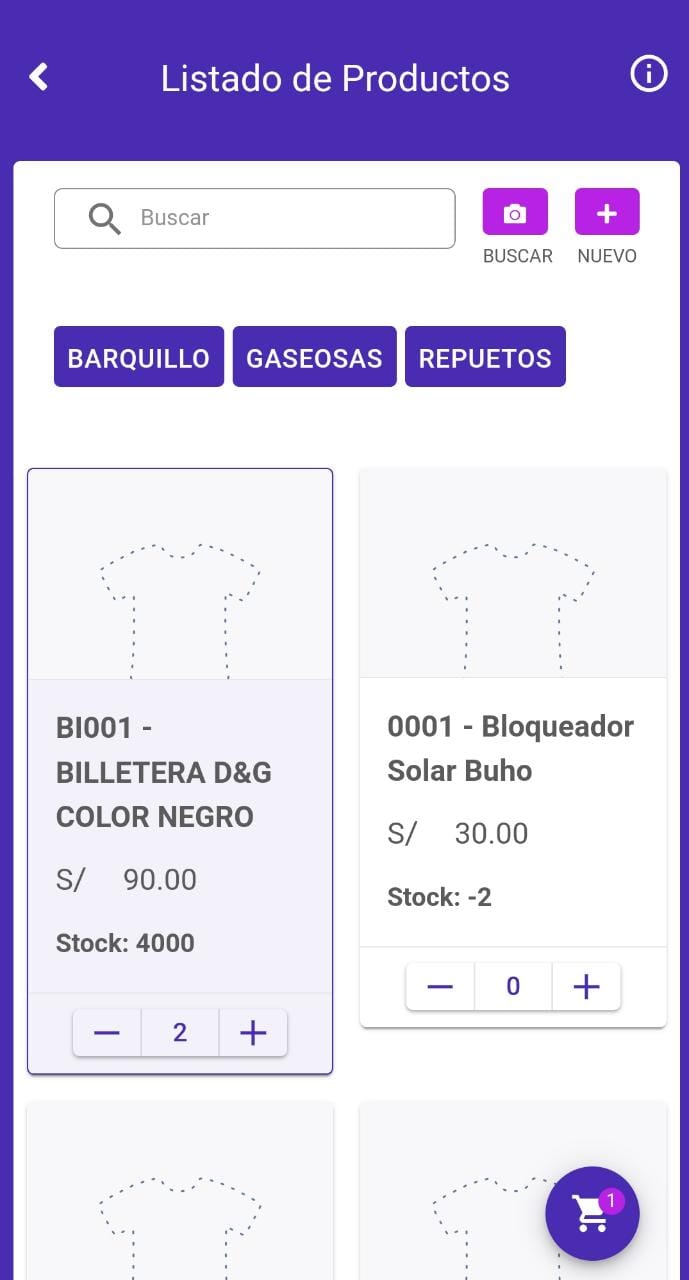 Listado de Productos
Buscar
BUSCAR
NUEVO
BARQUILLO
GASEOSAS
REPUETOS
BI001 -
BILLETERA D&G
COLOR NEGRO
S/ 90.00
Stock: 4000
2
0001 - Bloqueador
Solar Buho
S/ 30.00
Stock: -2
0
1